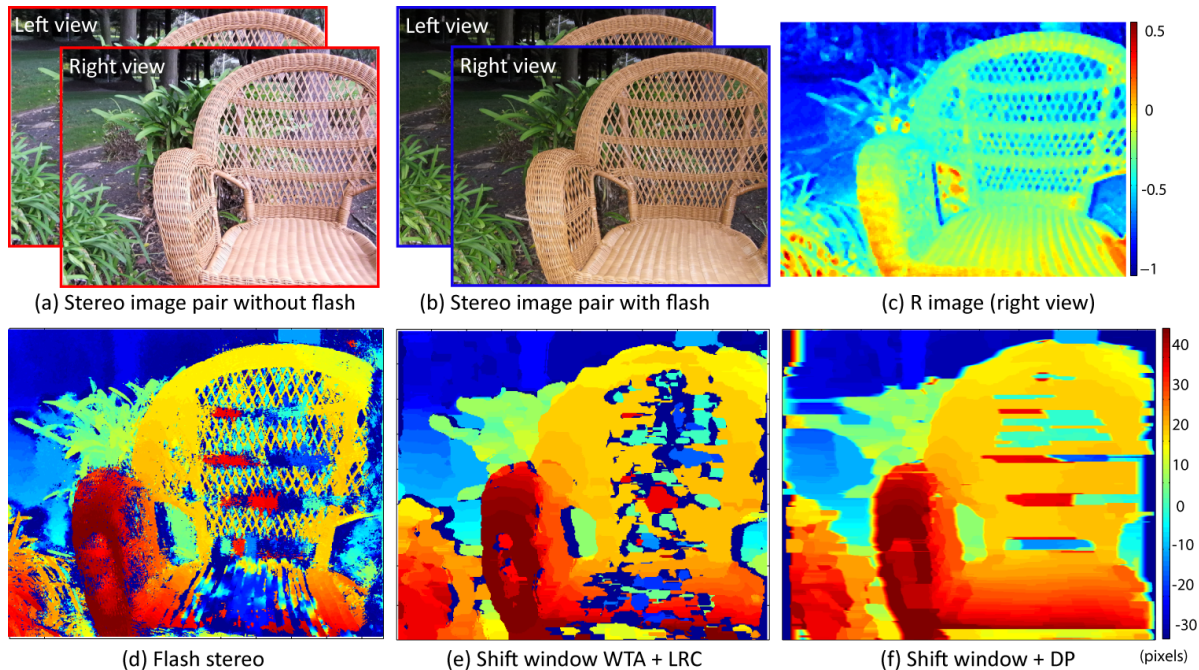 Left view
Right view
Left view
Right view
0.5
0
−0.5
−1
(a) Stereo image pair without flash
(b) Stereo image pair with flash
(c) R image (right view)
40
30
20
10
0
-10
-20
-30
(d) Flash stereo
(e) Shift window WTA + LRC
(f) Shift window + DP
(pixels)